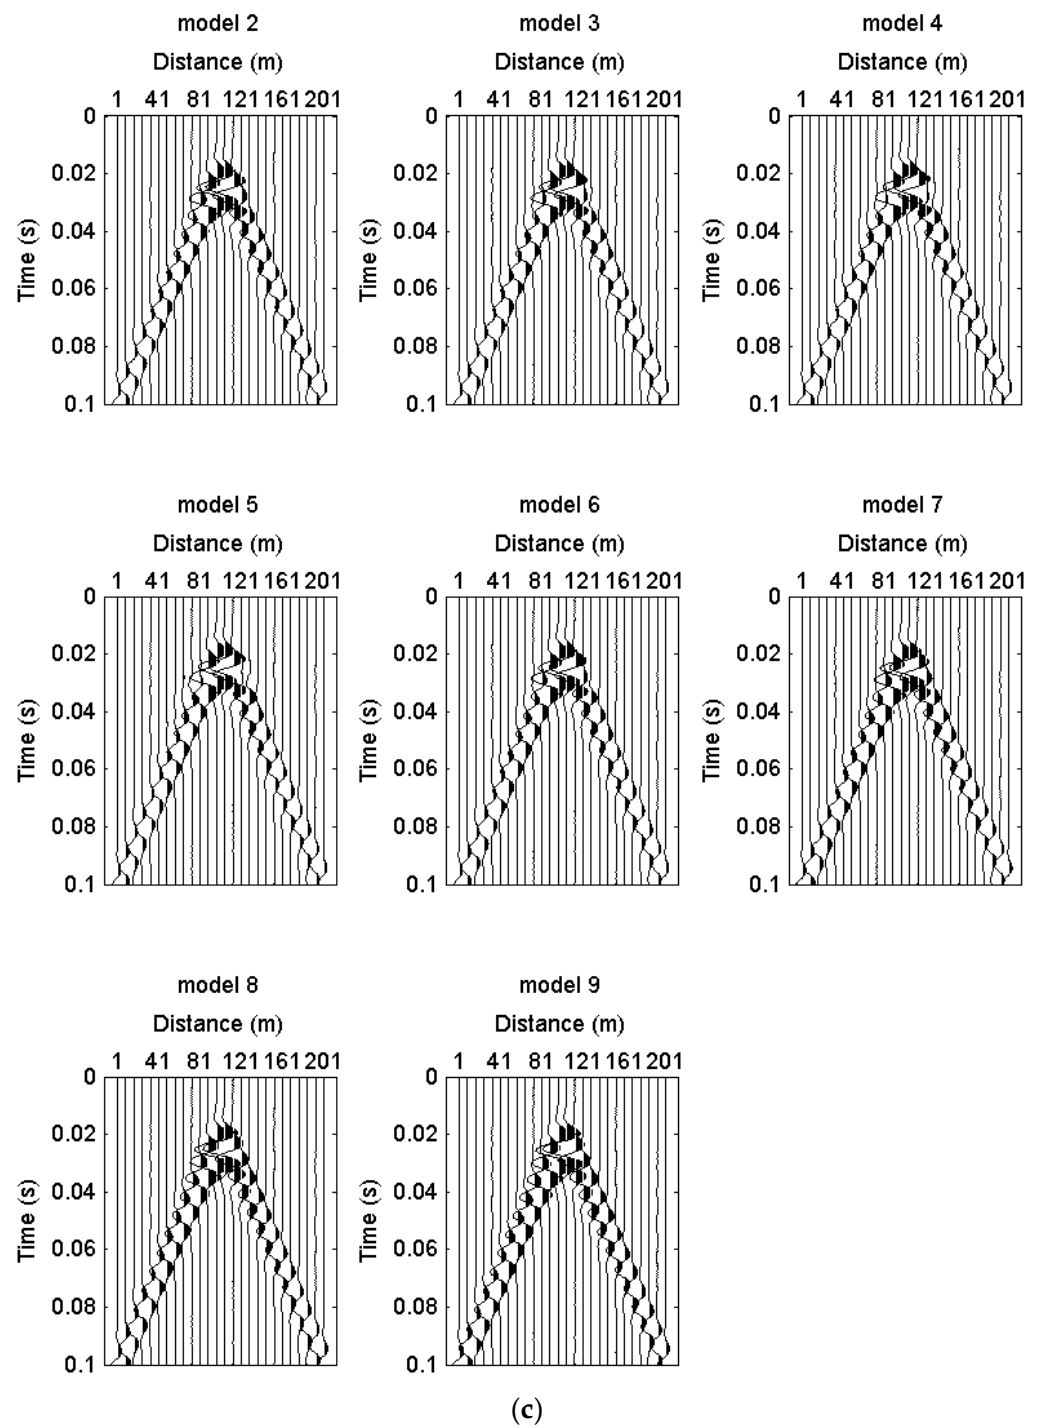 model 2 model 3 model 4
Distance (m) Distance (m) Distance (m)
1 41 81 121 161 201 1 41 81 121 161 201 1 41 81 121 161 201
0 0 0
0.02 0.02 0.02
0.04 0.04 0.04
Time (s) Time (s) Time (s)
0.06 0.06 0.06
0.08 0.08 0.08
0.1 0.1 0.1
model 5 model 6 model 7
Distance (m) Distance (m) Distance (m)
1 41 81 121 161 201 1 41 81 121 161 201 1 41 81 121 161 201
0 0 0
0.02 0.02 0.02
0.04 0.04 0.04
Time (s) Time (s) Time (s)
0.06 0.06 0.06
0.08 0.08 0.08
0.1 0.1 0.1
model 8 model 9
Distance (m) Distance (m)
1 41 81 121 161 201 1 41 81 121 161 201
0 0
0.02 0.02
0.04 0.04
Time (s) Time (s)
0.06 0.06
0.08 0.08
0.1 0.1
(c)